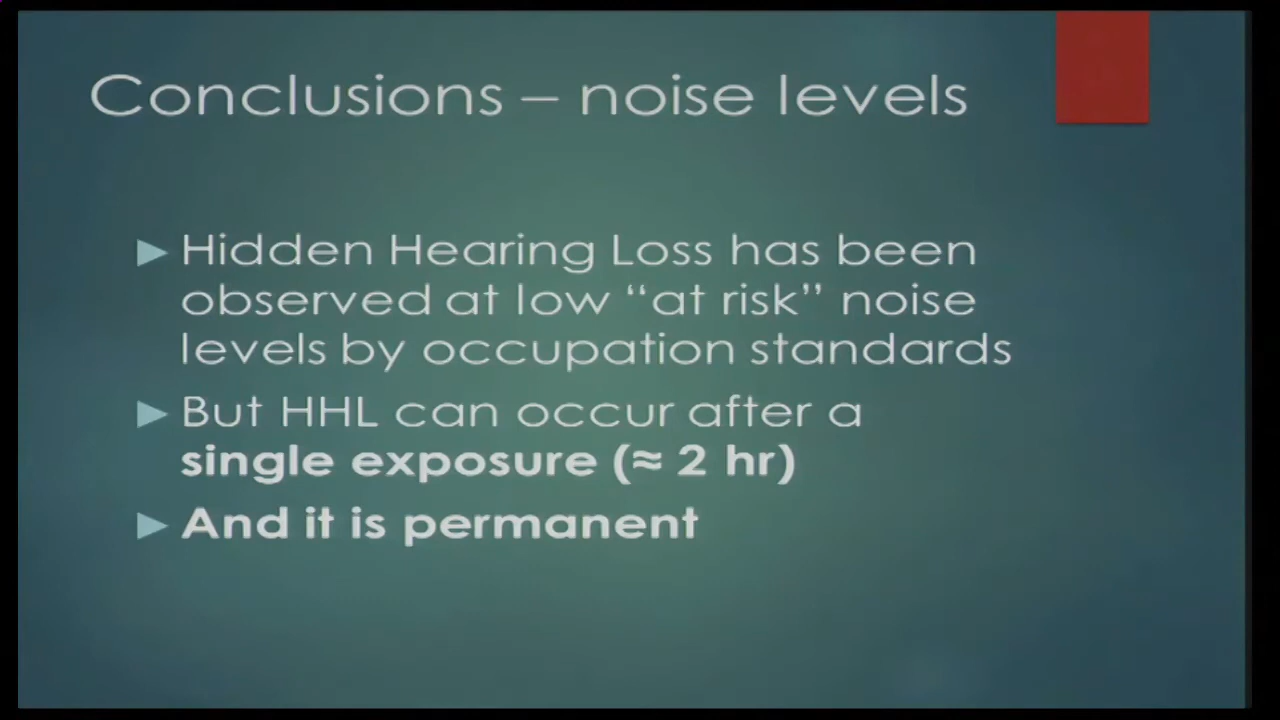 Conclusions – noise levels
Hidden Hearing Loss has been
observed at low “at risk” noise
levels by occupation standards
But HHL can occur after a
single exposure (≈ 2 hr)
And it is permanent